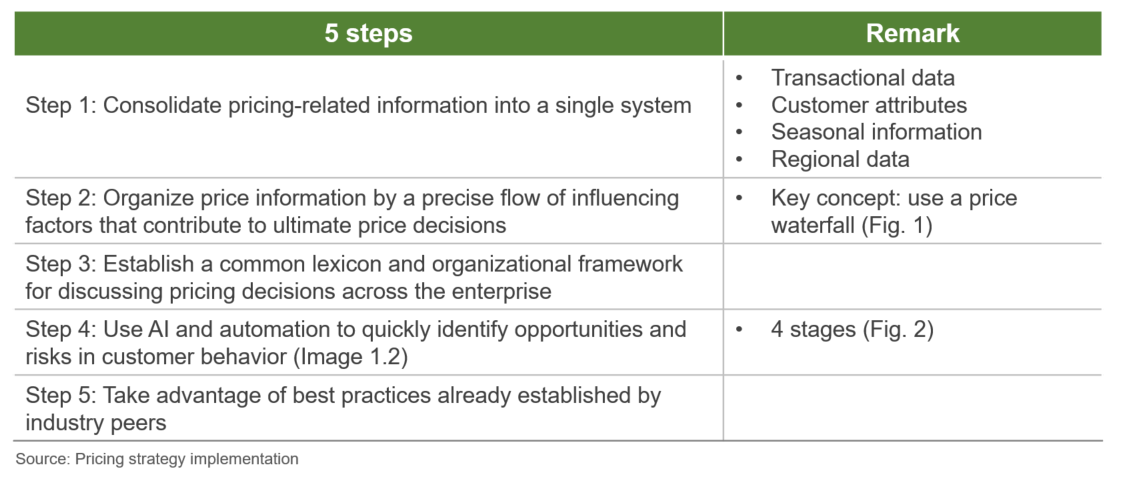 5 steps
Remark
Step 1: Consolidate pricing-related information into a single system
• Transactional data
• Customer attributes
• Seasonal information
• Regional data
Step 2: Organize price information by a precise flow of influencing
factors that contribute to ultimate price decisions
• Key concept: use a price
waterfall (Fig. 1)
Step 3: Establish a common lexicon and organizational framework
for discussing pricing decisions across the enterprise
Step 4: Use AI and automation to quickly identify opportunities and
risks in customer behavior (Image 1.2)
• 4 stages (Fig. 2)
Step 5: Take advantage of best practices already established by
industry peers
Source: Pricing strategy implementation